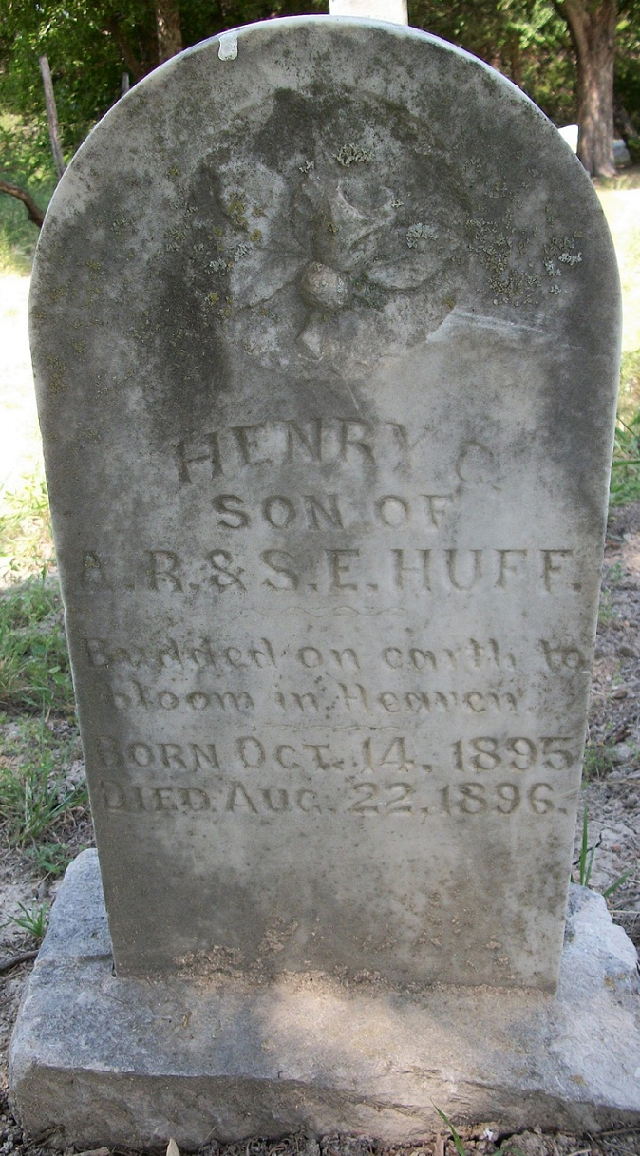 HENRY C.
SON OF
A. R. & S. E. HUFF.
Budded on earth to
bloom in Heaven.
BORN OCT. 14, 1895
DIED AUG. 22, 1896.